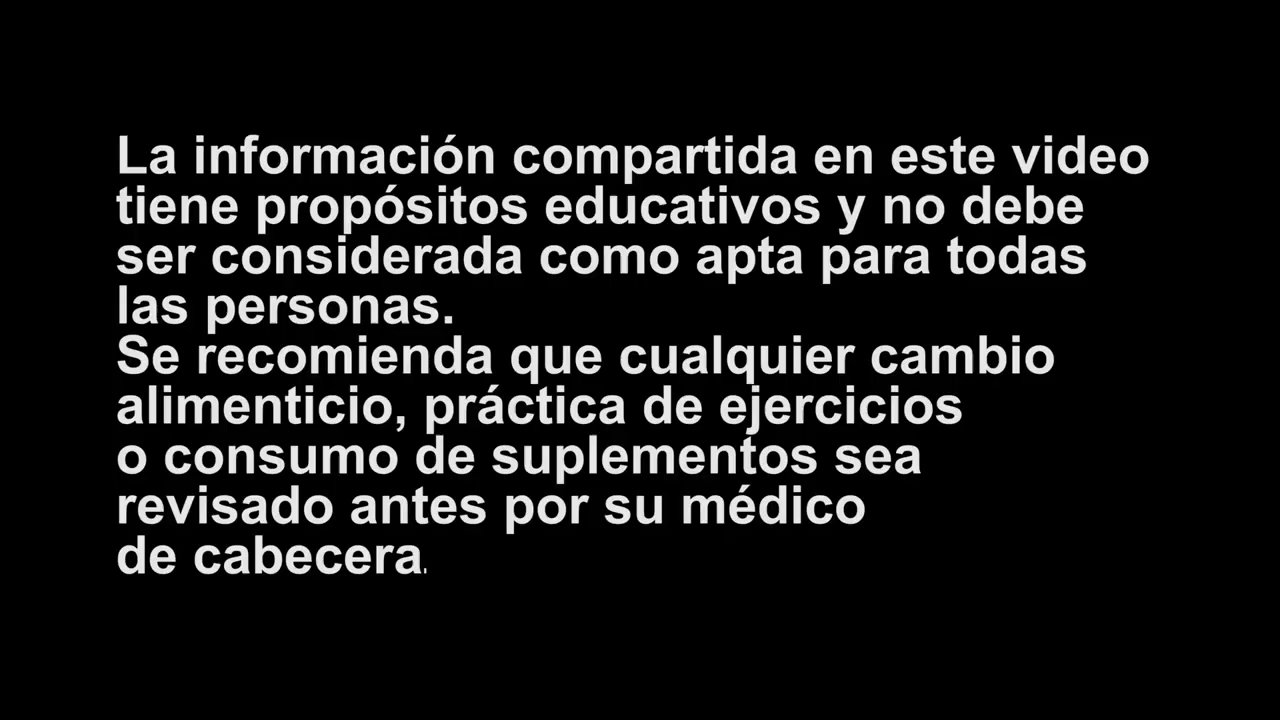 La información compartida en este video
tiene propósitos educativos y no debe
ser considerada como apta para todas
las personas.
Se recomienda que cualquier cambio
alimenticio, práctica de ejercicios
o consumo de suplementos sea
revisado antes por su médico
de cabecera.